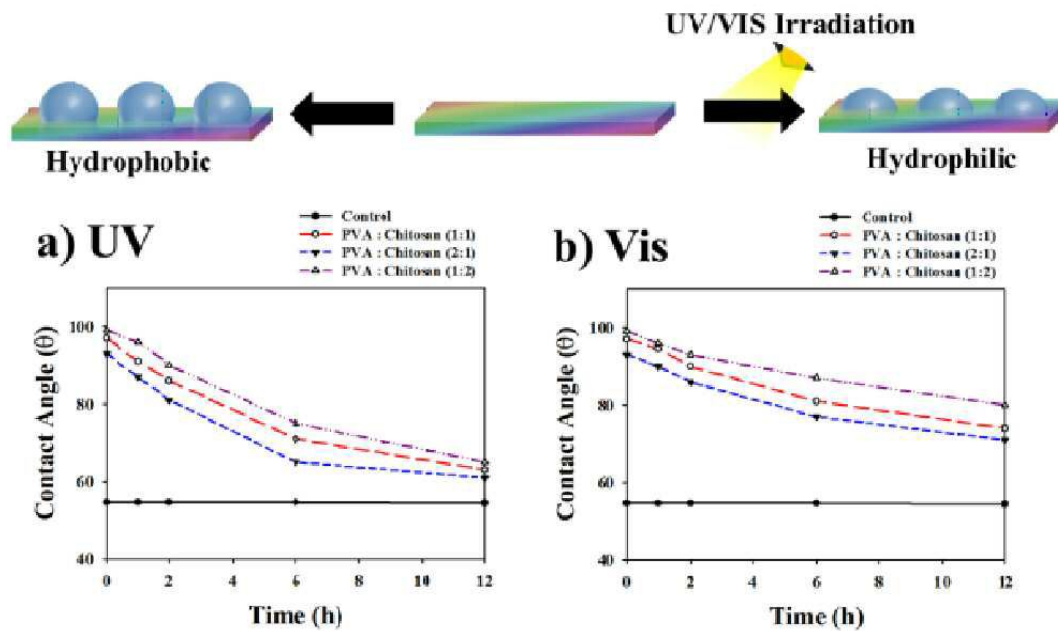 UV/VIS Irradiation
Hydrophobic
Hydrophilic
a) UV
Control
PVA : Chitosan (1:1)
PVA : Chitosan (2:1)
PVA : Chitosan (1:2)
Contact Angle (θ)
100
80
60
40
0
2
4
6
8
10
12
Time (h)
b) Vis
Control
PVA : Chitosan (1:1)
PVA : Chitosan (2:1)
PVA : Chitosan (1:2)
Contact Angle (θ)
100
80
60
40
0
2
4
6
8
10
12
Time (h)